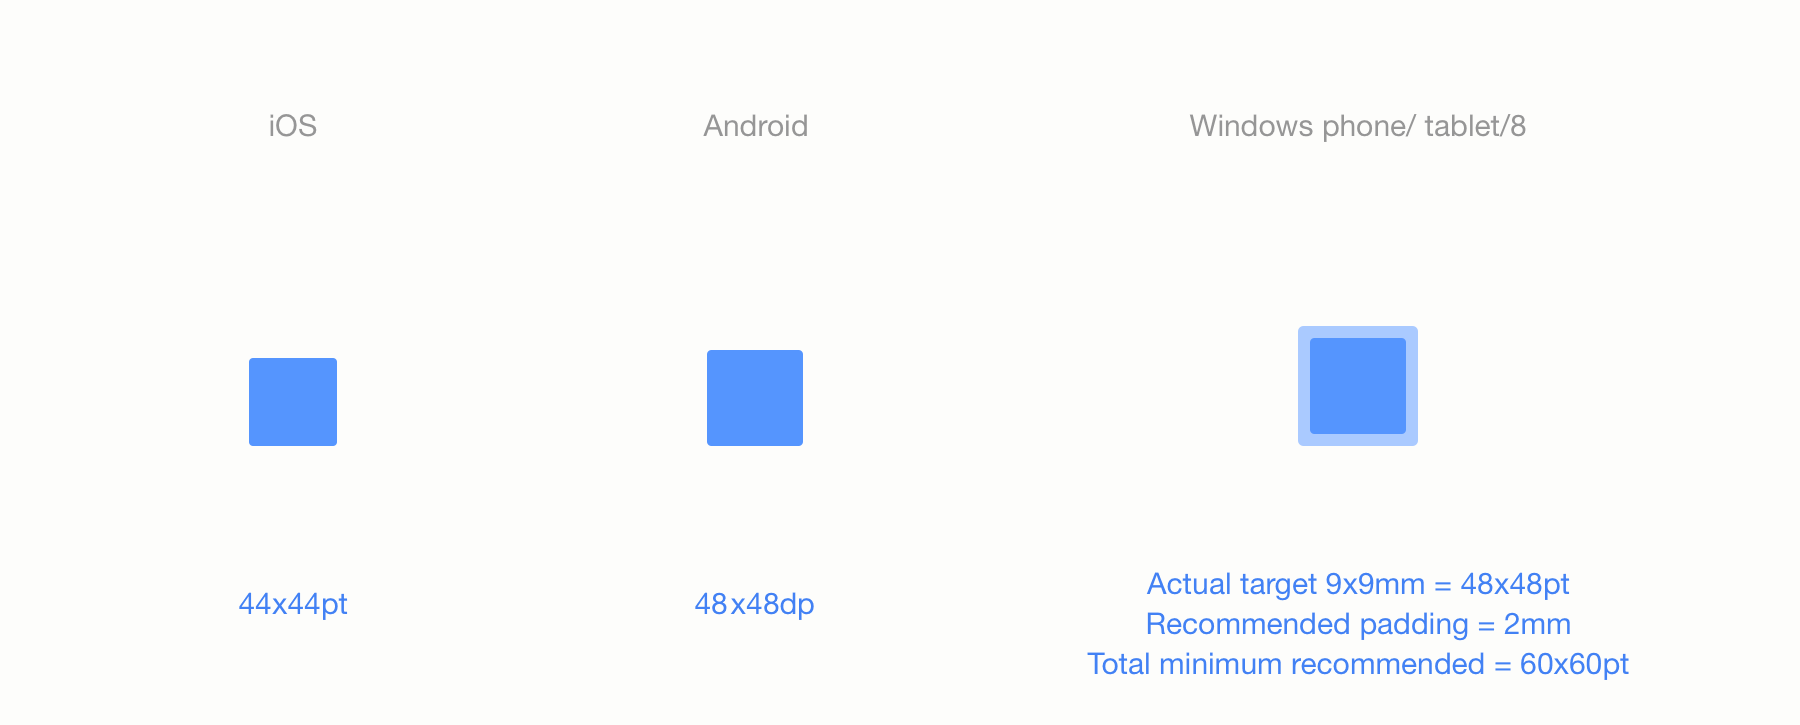 iOS
Android
Windows phone/ tablet/8
44x44pt
48x48dp
Actual target 9x9mm = 48x48pt
Recommended padding = 2mm
Total minimum recommended = 60x60pt